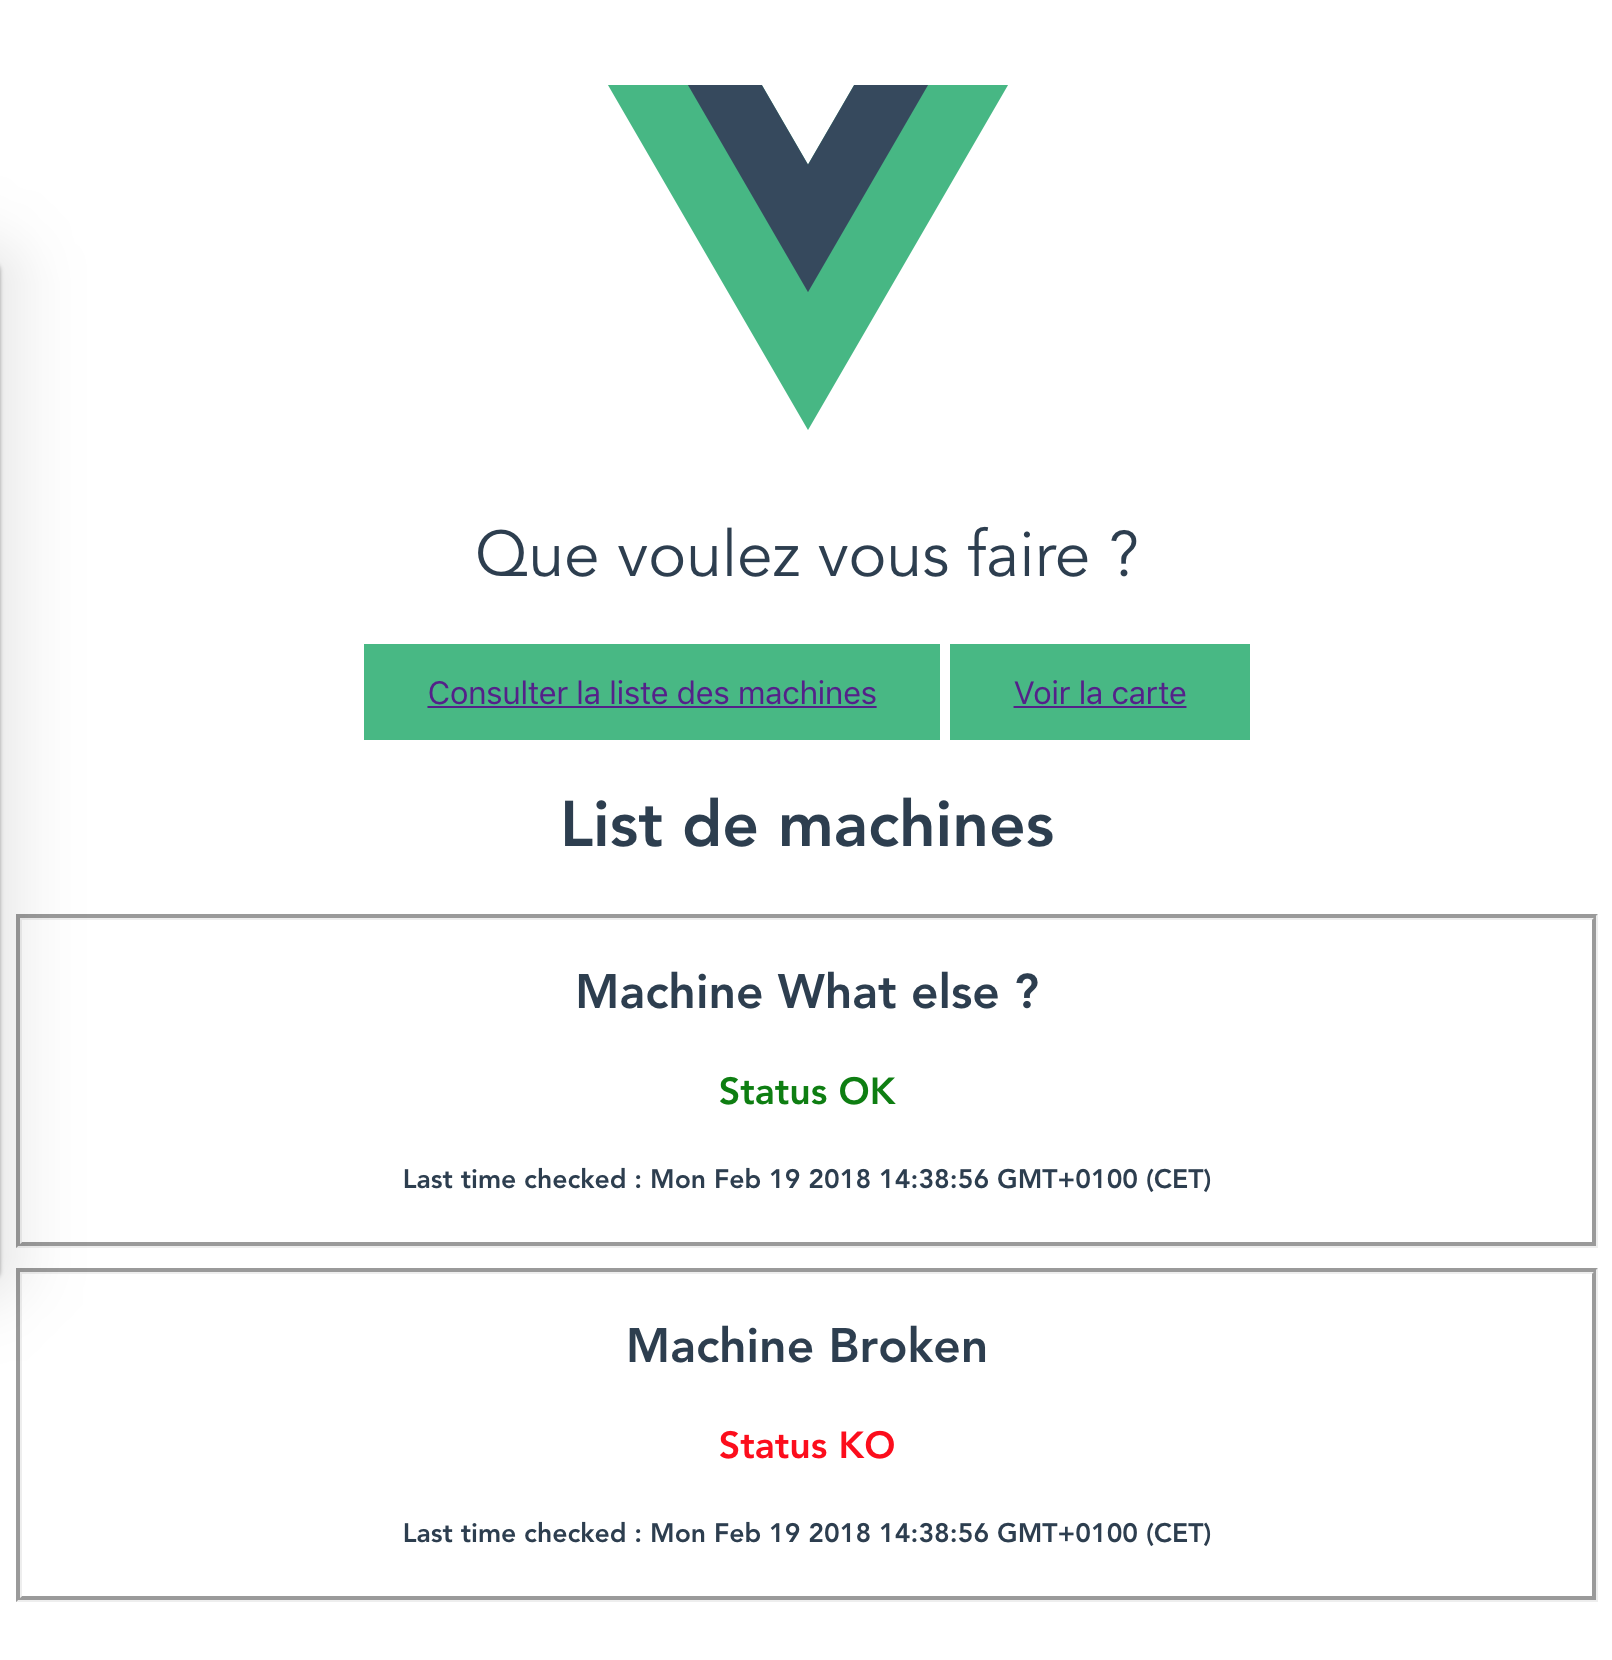 Que voulez vous faire ?
Consulter la liste des machines Voir la carte
List de machines
Machine What else ?
Status OK
Last time checked : Mon Feb 19 2018 14:38:56 GMT+0100 (CET)
Machine Broken
Status KO
Last time checked : Mon Feb 19 2018 14:38:56 GMT+0100 (CET)